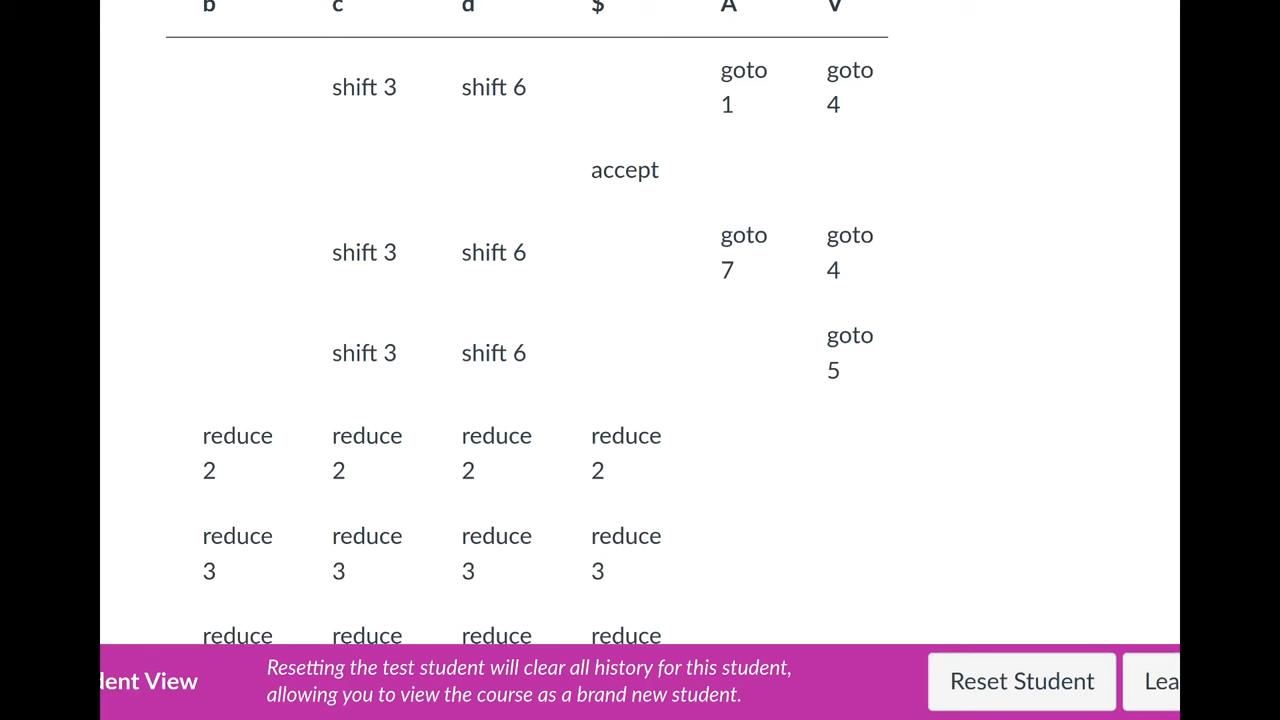 b c d $ A V
goto goto
shift 3 shift 6
1 4
accept
goto goto
shift 3 shift 6
7 4
goto
shift 3 shift 6
5
reduce reduce reduce reduce
2 2 2 2
reduce reduce reduce reduce
3 3 3 3
reduce reduce reduce reduce
Resetting the test student will clear all history for this student,
dent View Reset Student Lea
allowing you to view the course as a brand new student.